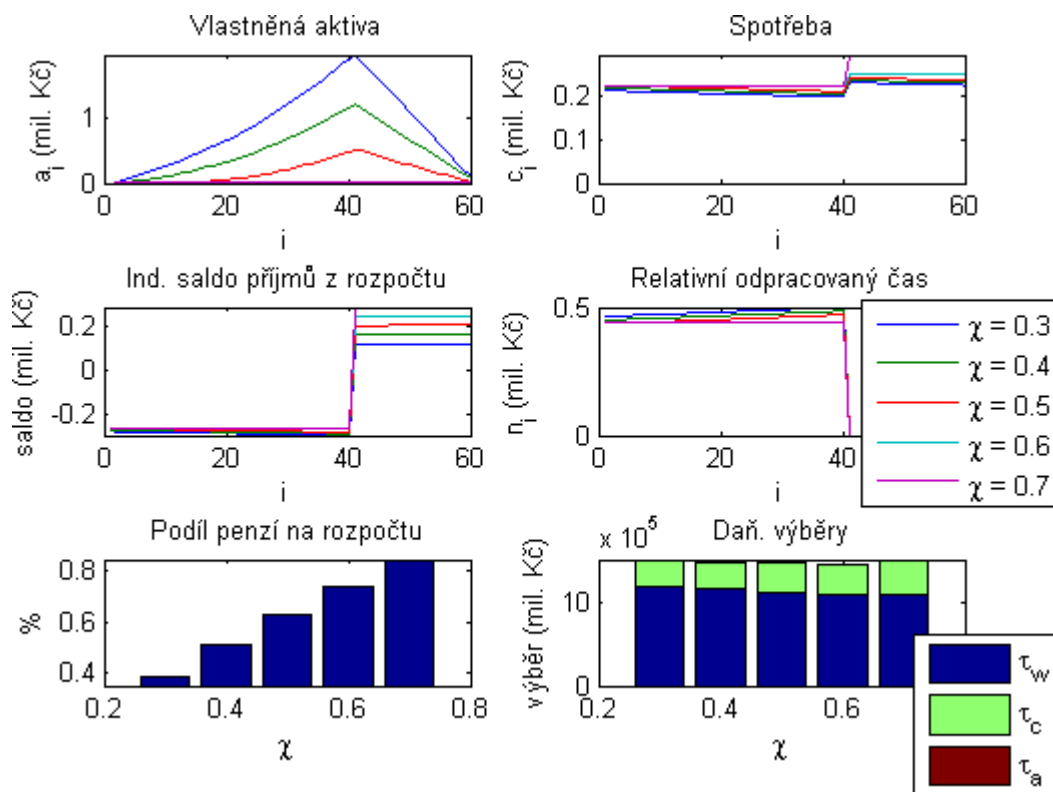 Vlastněná aktiva
a_i (mil. Kč)
1
0
0 20 40 60
i
Spotřeba
c_i (mil. Kč)
0.2
0.1
0
0 20 40 60
i
Ind. saldo příjmů z rozpočtu
saldo (mil. Kč)
0.2
0
-0.2
0 20 40 60
i
Relativní odpracovaný čas
n_i (mil. Kč)
0.5
0
0 20 40
i
χ = 0.3
χ = 0.4
χ = 0.5
χ = 0.6
χ = 0.7
Podíl penzí na rozpočtu
%
0.8
0.6
0.4
0.2 0.4 0.6 0.8
χ
Daň. výběry
x 10^5
výběr (mil. Kč)
10
0
0.2 0.4 0.6
χ
τ_w
τ_c
τ_a